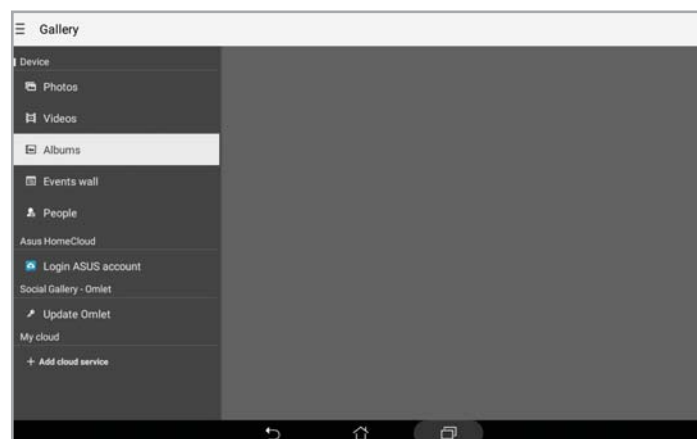 Gallery
Device
Photos
Videos
Albums
Events wall
People
Asus HomeCloud
Login ASUS account
Social Gallery - Omlet
Update Omlet
My cloud
Add cloud service